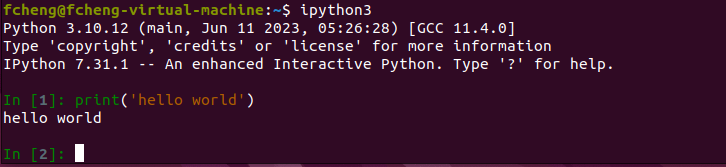 fcheng@fcheng-virtual-machine:~$ ipython3
Python 3.10.12 (main, Jun 11 2023, 05:26:28) [GCC 11.4.0]
Type 'copyright', 'credits' or 'license' for more information
IPython 7.31.1 -- An enhanced Interactive Python. Type '?' for help.
In [1]: print('hello world')
hello world
In [2]: